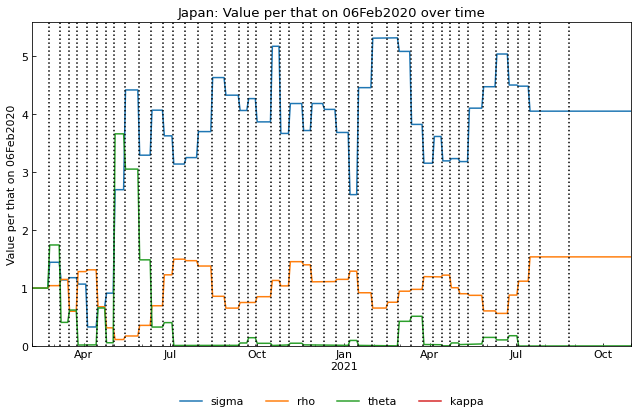 Japan: Value per that on 06Feb2020 over time
Value per that on 06Feb2020
5
4
3
2
1
0
Apr Jul Oct Jan Apr Jul Oct
2021
sigma rho theta kappa